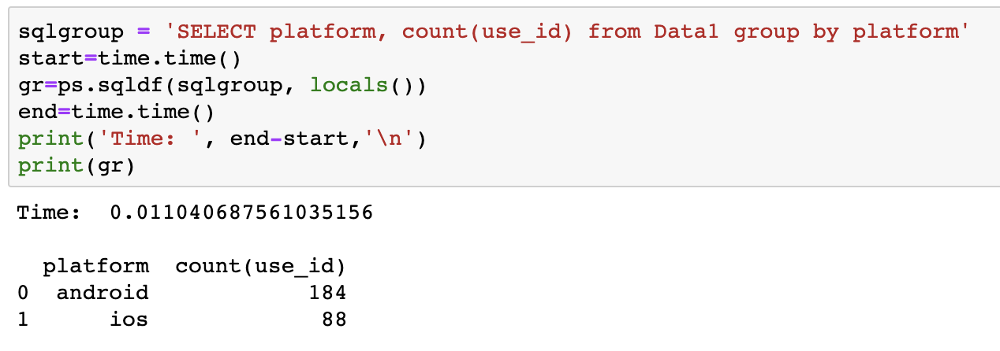 sqlgroup = 'SELECT platform, count(use_id) from Data1 group by platform'
start=time.time()
gr=ps.sqldf(sqlgroup, locals())
end=time.time()
print('Time: ', end-start,'\n')
print(gr)
Time:  0.011040687561035156
platform  count(use_id)
0  android            184
1      ios             88